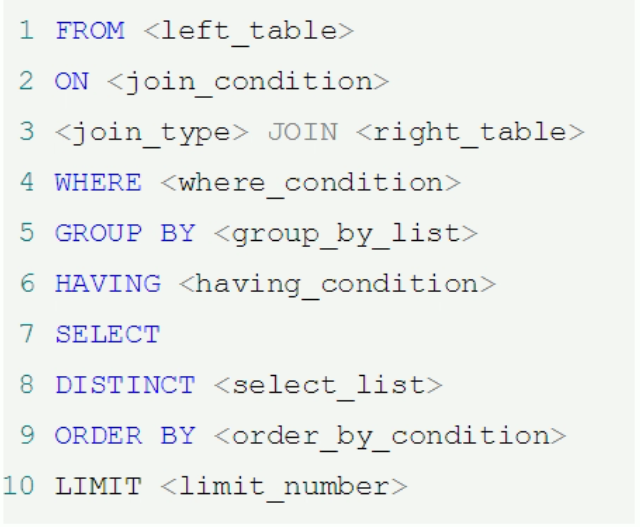 1 FROM <left_table>
2 ON <join_condition>
3 <join_type> JOIN <right_table>
4 WHERE <where_condition>
5 GROUP BY <group_by_list>
6 HAVING <having_condition>
7 SELECT
8 DISTINCT <select_list>
9 ORDER BY <order_by_condition>
10 LIMIT <limit_number>